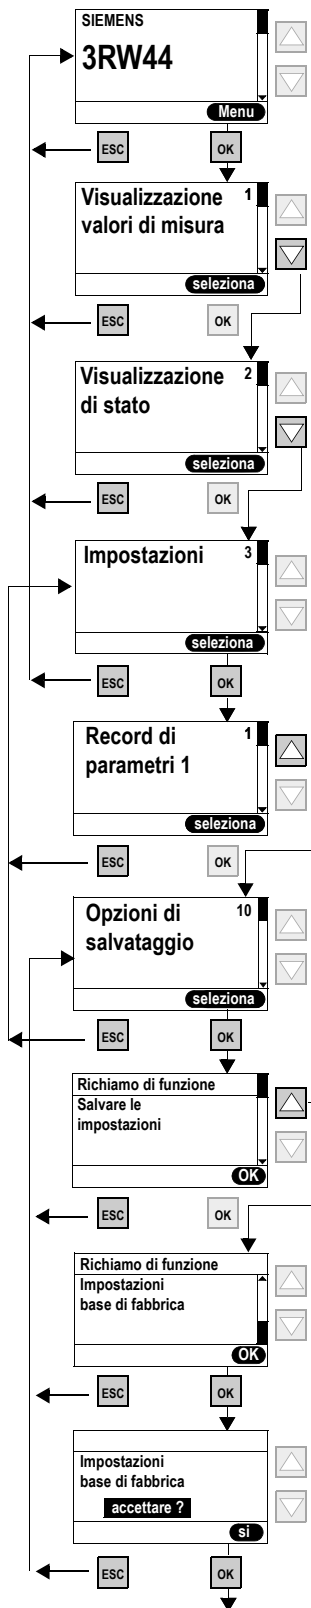 SIEMENS
3RW44
Menu
ESC
OK
Visualizzazione
valori di misura
1
seleziona
ESC
OK
Visualizzazione
di stato
2
seleziona
ESC
OK
Impostazioni
3
seleziona
ESC
OK
Record di
parametri 1
1
seleziona
ESC
OK
Opzioni di
salvataggio
10
seleziona
ESC
OK
Richiamo di funzione
Salvare le
impostazioni
OK
ESC
OK
Richiamo di funzione
Impostazioni
base di fabbrica
OK
ESC
OK
Impostazioni
base di fabbrica
accettare ?
si
ESC
OK